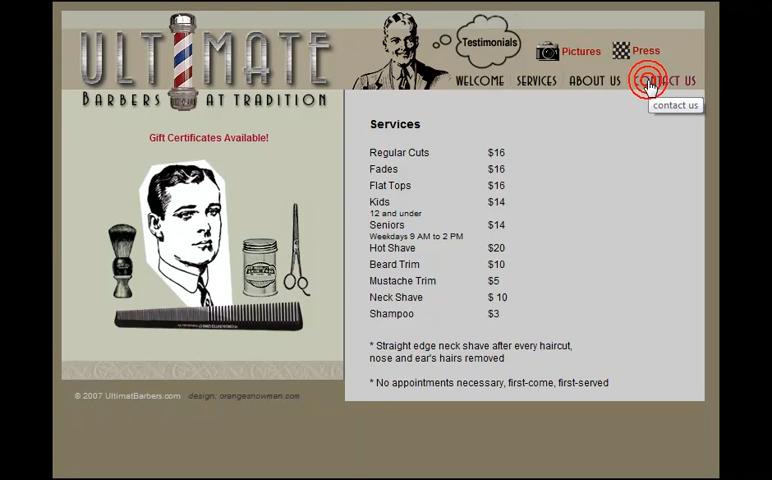 ULTIMATE
BARBERS AT TRADITION
Testimonials
Pictures
Press
WELCOME
SERVICES
ABOUT US
CONTACT US
contact us
Gift Certificates Available!
Services
Regular Cuts $16
Fades $16
Flat Tops $16
Kids $14
12 and under
Seniors $14
Weekdays 9 AM to 2 PM
Hot Shave $20
Beard Trim $10
Mustache Trim $5
Neck Shave $ 10
Shampoo $3
* Straight edge neck shave after every haircut,
nose and ear's hairs removed
* No appointments necessary, first-come, first-served
© 2007 UltimatBarbers.com design: orangesnowman.com